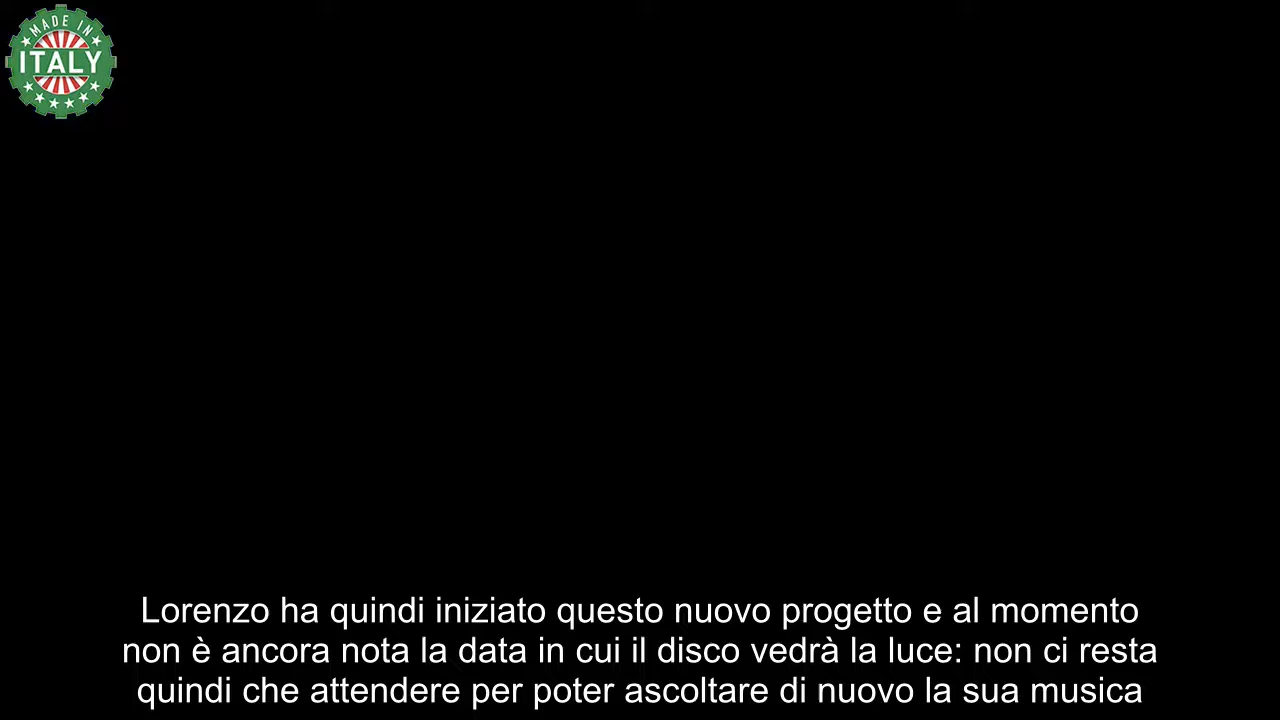 MADE IN
ITALY
Lorenzo ha quindi iniziato questo nuovo progetto e al momento
non è ancora nota la data in cui il disco vedrà la luce: non ci resta
quindi che attendere per poter ascoltare di nuovo la sua musica